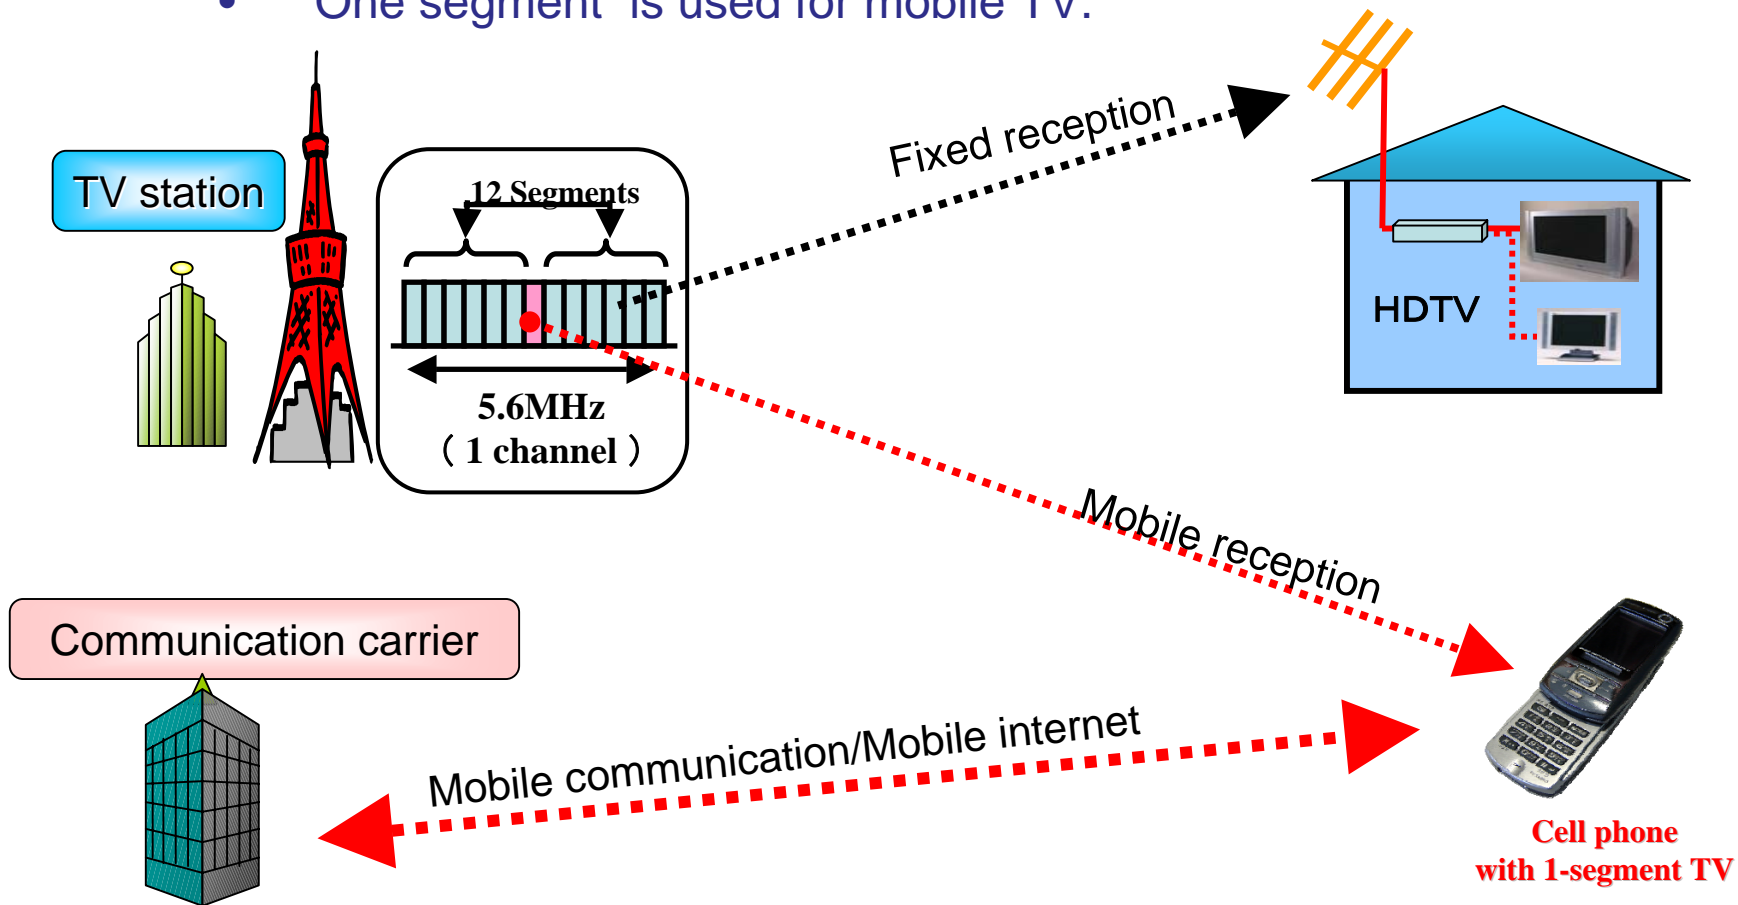 • One segment is used for mobile TV.
TV station
12 Segments
5.6MHz
( 1 channel )
Fixed reception
HDTV
Mobile reception
Communication carrier
Mobile communication/Mobile internet
Cell phone
with 1-segment TV